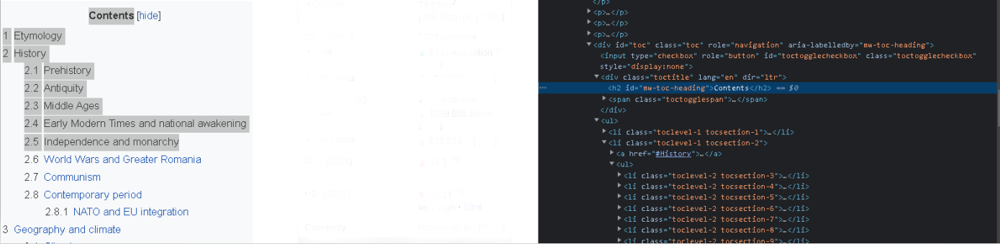 Contents [hide]
1 Etymology
2 History
2.1 Prehistory
2.2 Antiquity
2.3 Middle Ages
2.4 Early Modern Times and national awakening
2.5 Independence and monarchy
2.6 World Wars and Greater Romania
2.7 Communism
2.8 Contemporary period
2.8.1 NATO and EU integration
3 Geography and climate
Currency
</p>
<p>…</p>
<p>…</p>
<p>…</p>
<div id="toc" class="toc" role="navigation" aria-labelledby="mw-toc-heading">
<input type="checkbox" role="button" id="toctogglecheckbox" class="toctogglecheckbox"
style="display:none">
<div class="toctitle" lang="en" dir="ltr">
<h2 id="mw-toc-heading">Contents</h2> == $0
<span class="toctogglespan">…</span>
</div>
<ul>
<li class="toclevel-1 tocsection-1">…</li>
<li class="toclevel-1 tocsection-2">
<a href="#History">…</a>
<ul>
<li class="toclevel-2 tocsection-3">…</li>
<li class="toclevel-2 tocsection-4">…</li>
<li class="toclevel-2 tocsection-5">…</li>
<li class="toclevel-2 tocsection-6">…</li>
<li class="toclevel-2 tocsection-7">…</li>
<li class="toclevel-2 tocsection-8">…</li>
<li class="toclevel-2 tocsection-9">…</li>